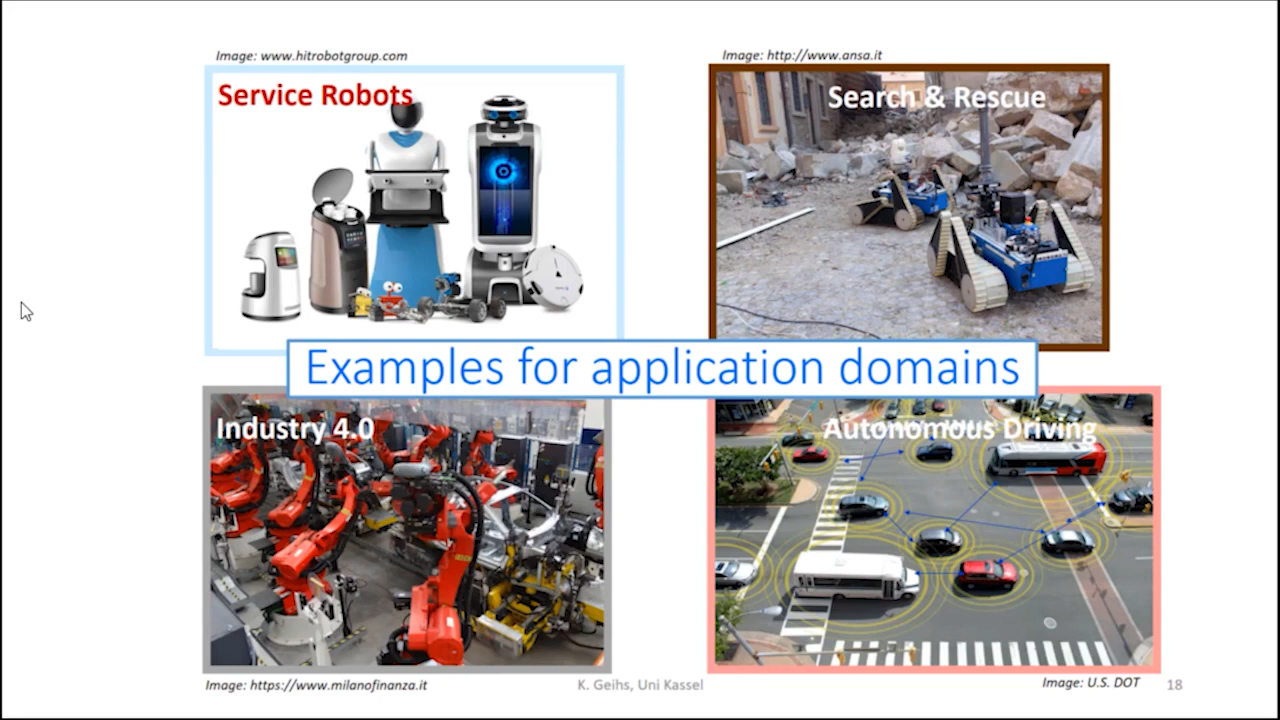 Image: www.hitrobotgroup.com
Image: http://www.ansa.it
Service Robots
Search & Rescue
Examples for application domains
Industry 4.0
Autonomous Driving
Image: https://www.milanofinanza.it
K. Geihs, Uni Kassel
Image: U.S. DOT
18